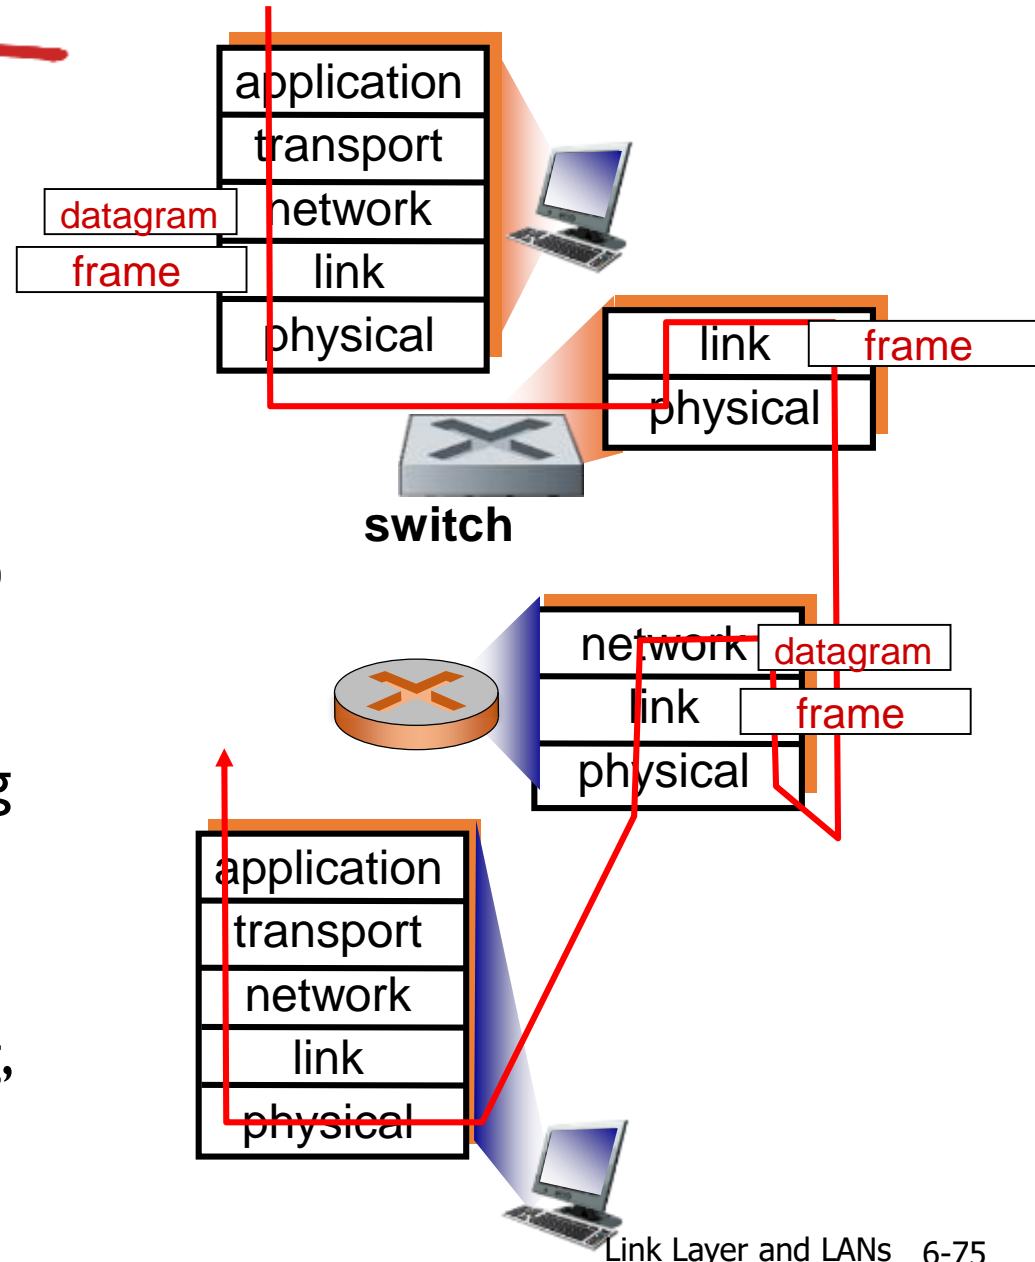 application
transport
datagram network
frame link
physical
link frame
physical
switch
network datagram
link frame
physical
g
application
transport
network
link
physical
Link Layer and LANs 6-75